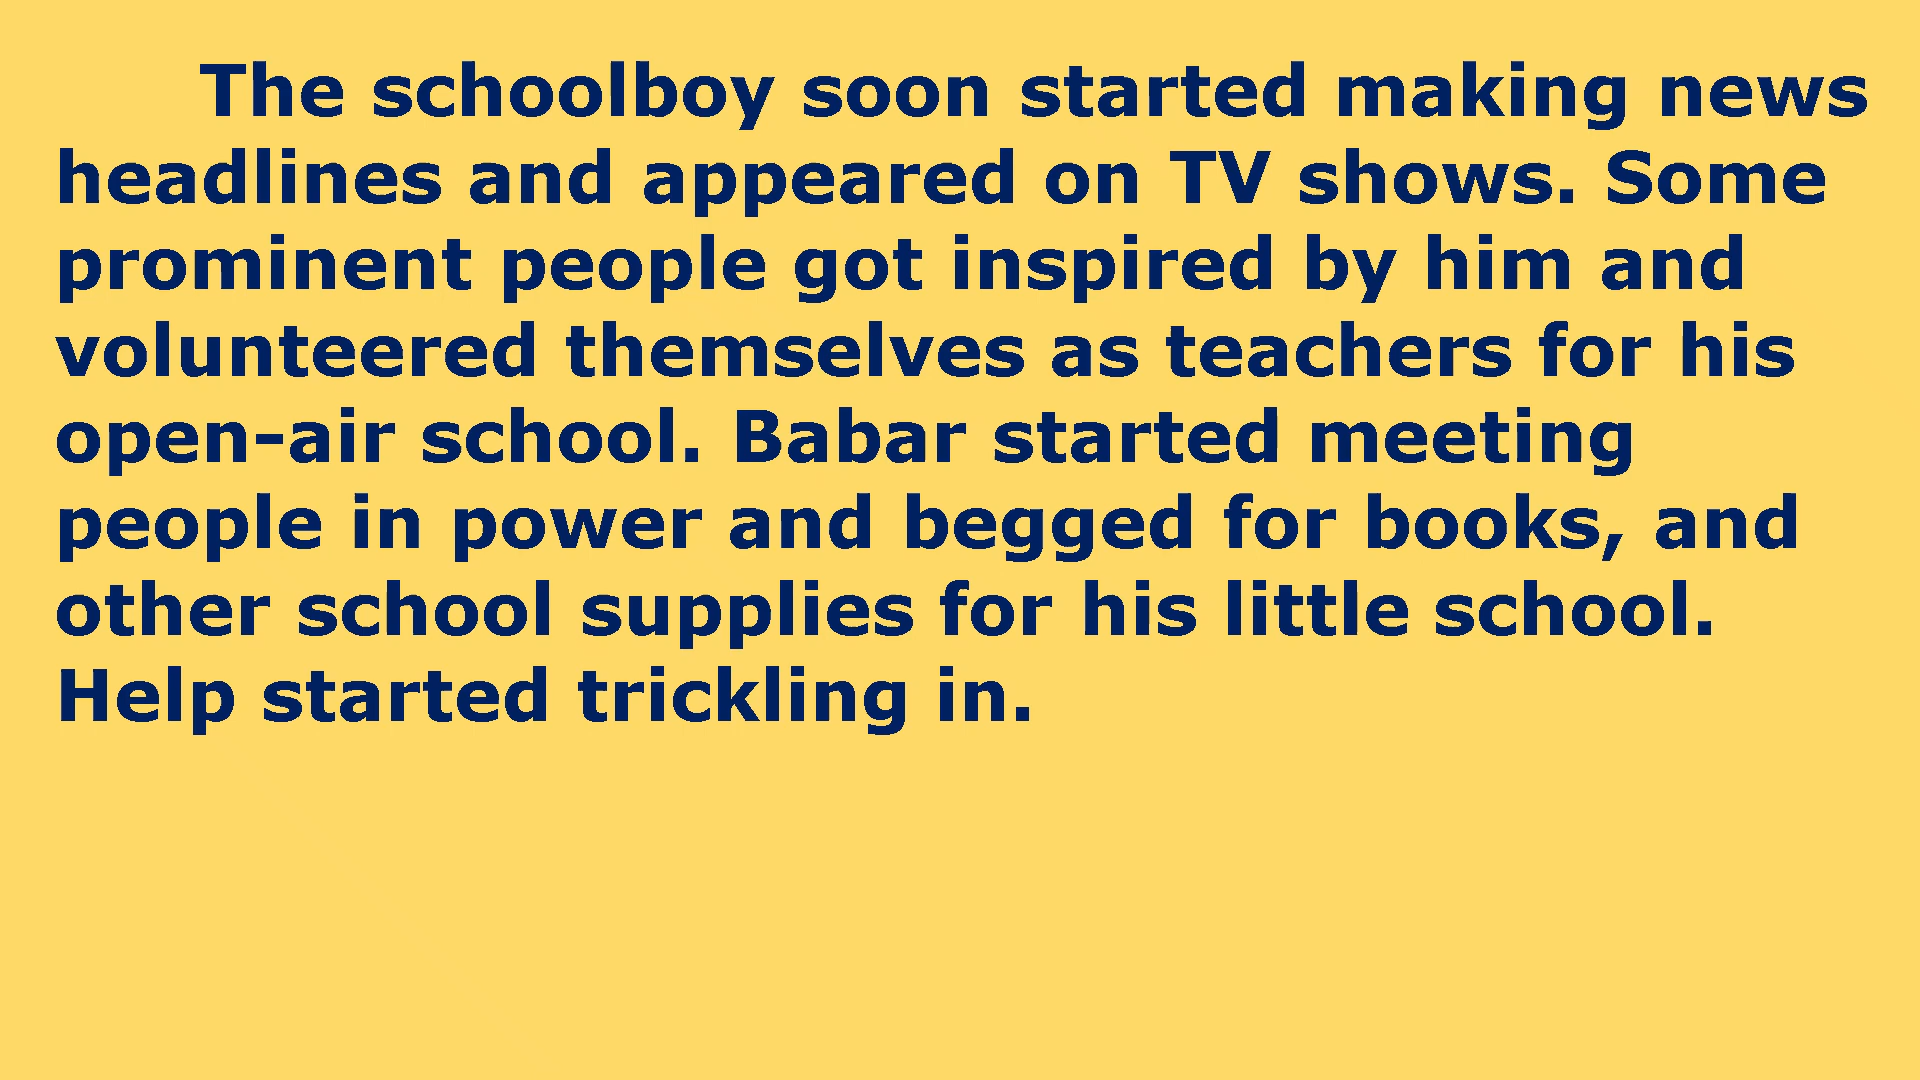 The schoolboy soon started making news
headlines and appeared on TV shows. Some
prominent people got inspired by him and
volunteered themselves as teachers for his
open-air school. Babar started meeting
people in power and begged for books, and
other school supplies for his little school.
Help started trickling in.